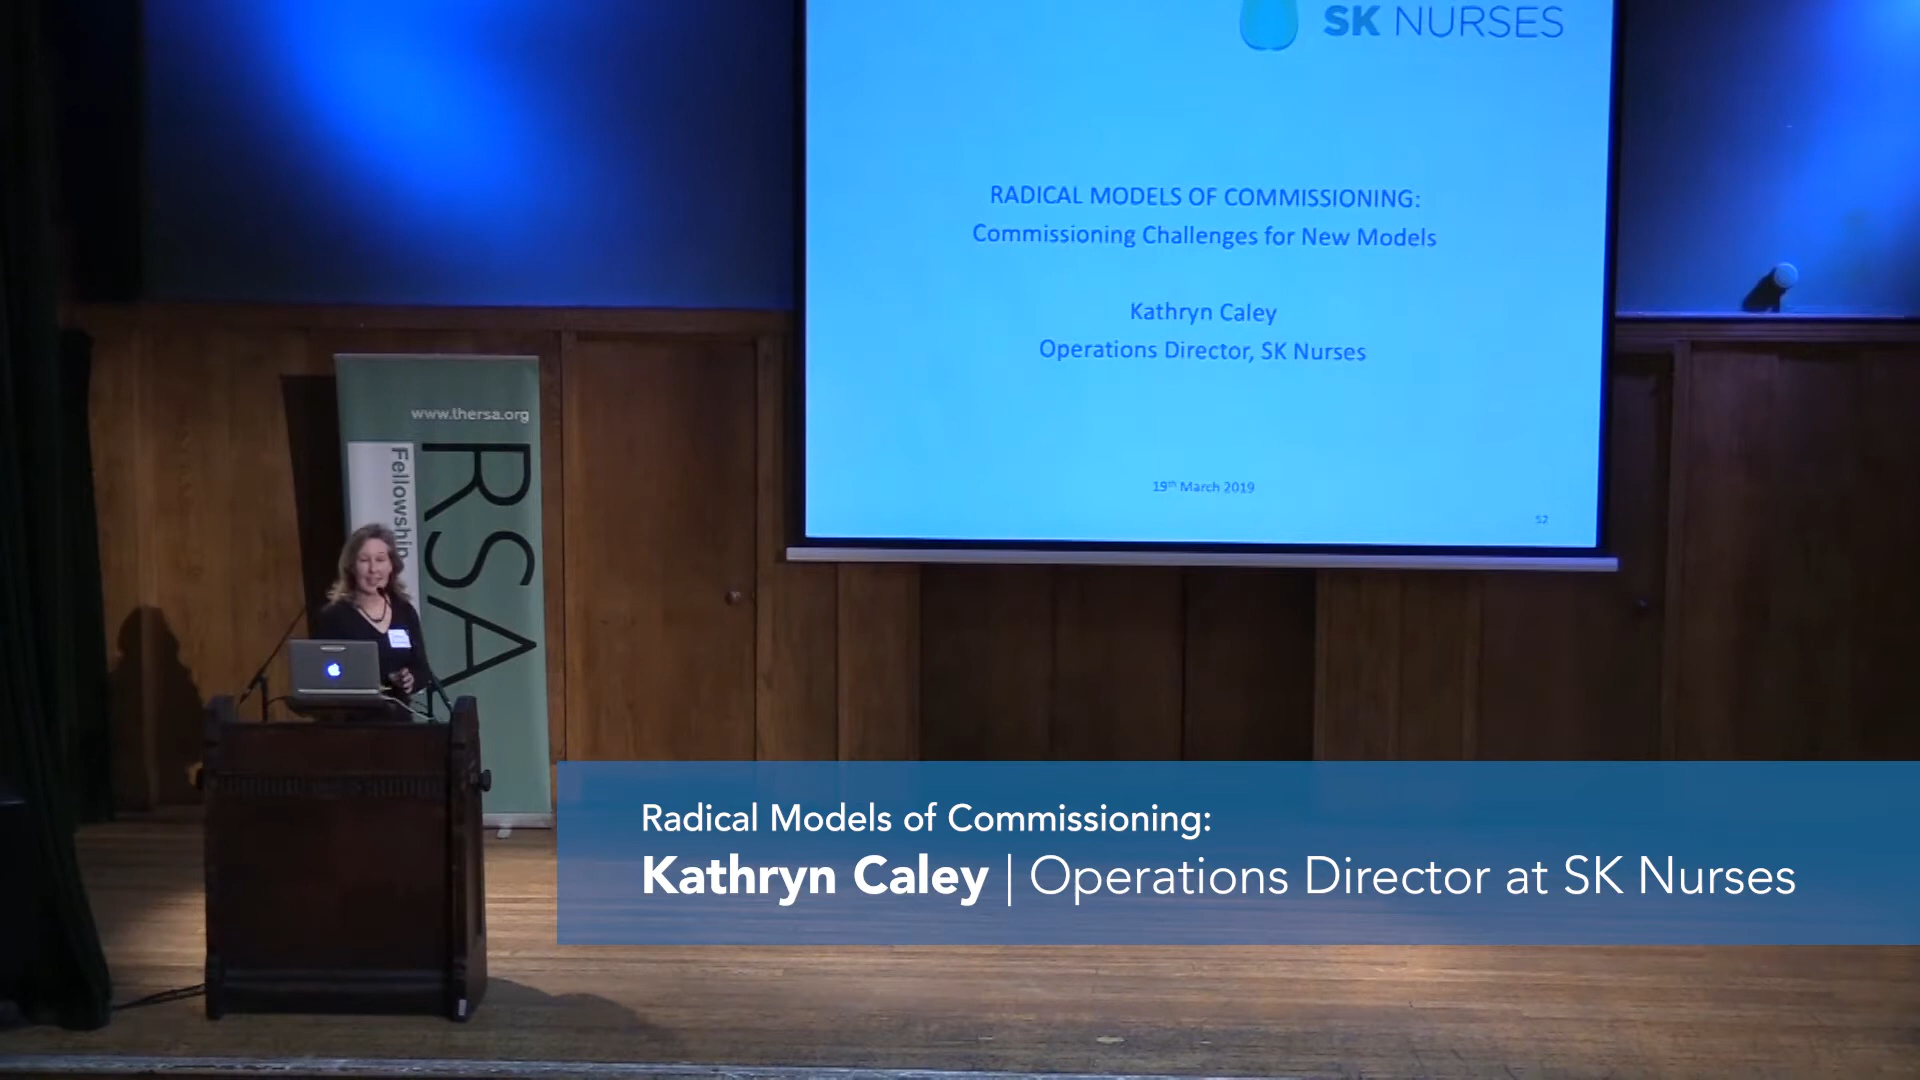 SK NURSES
RADICAL MODELS OF COMMISSIONING:
Commissioning Challenges for New Models
Kathryn Caley
Operations Director, SK Nurses
19th March 2019
52
www.thersa.org
Fellowship
RSA
Radical Models of Commissioning:
Kathryn Caley | Operations Director at SK Nurses